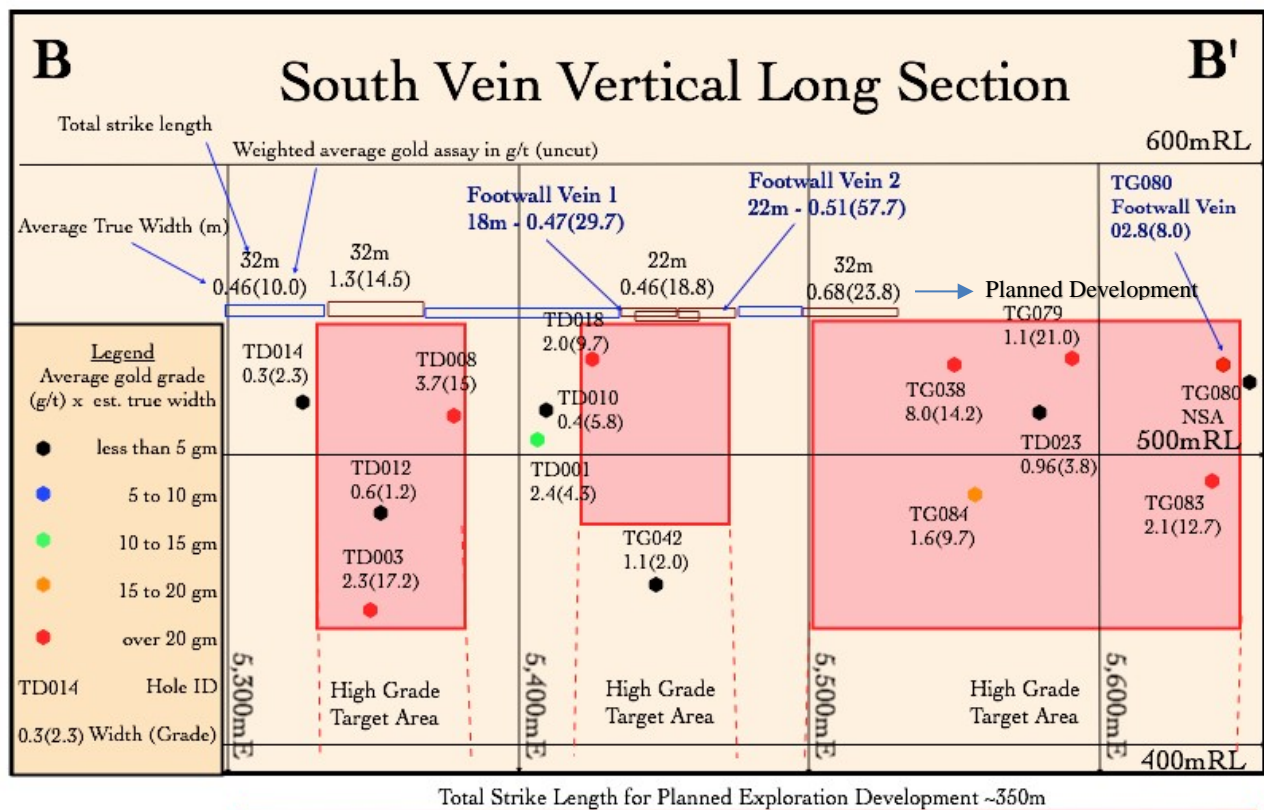 B
B'
South Vein Vertical Long Section
Total strike length
Weighted average gold assay in g/t (uncut)
Average True Width (m)
600mRL
Footwall Vein 1
18m - 0.47(29.7)
Footwall Vein 2
22m - 0.51(57.7)
TG080
Footwall Vein
02.8(8.0)
32m
0.46(10.0)
32m
1.3(14.5)
22m
0.46(18.8)
32m
0.68(23.8)
Planned Development
Legend
Average gold grade
(g/t) x est. true width
less than 5 gm
5 to 10 gm
10 to 15 gm
15 to 20 gm
over 20 gm
TD014 Hole ID
0.3(2.3) Width (Grade)
TD014
0.3(2.3)
TD008
3.7(15)
TD012
0.6(1.2)
TD003
2.3(17.2)
TD018
2.0(9.7)
TD010
0.4(5.8)
TD001
2.4(4.3)
TG042
1.1(2.0)
TG079
1.1(21.0)
TG038
8.0(14.2)
TD023
0.96(3.8)
TG080
NSA
500mRL
TG084
1.6(9.7)
TG083
2.1(12.7)
5,300mE
High Grade
Target Area
5,400mE
High Grade
Target Area
5,500mE
High Grade
Target Area
5,600mE
400mRL
Total Strike Length for Planned Exploration Development ~350m